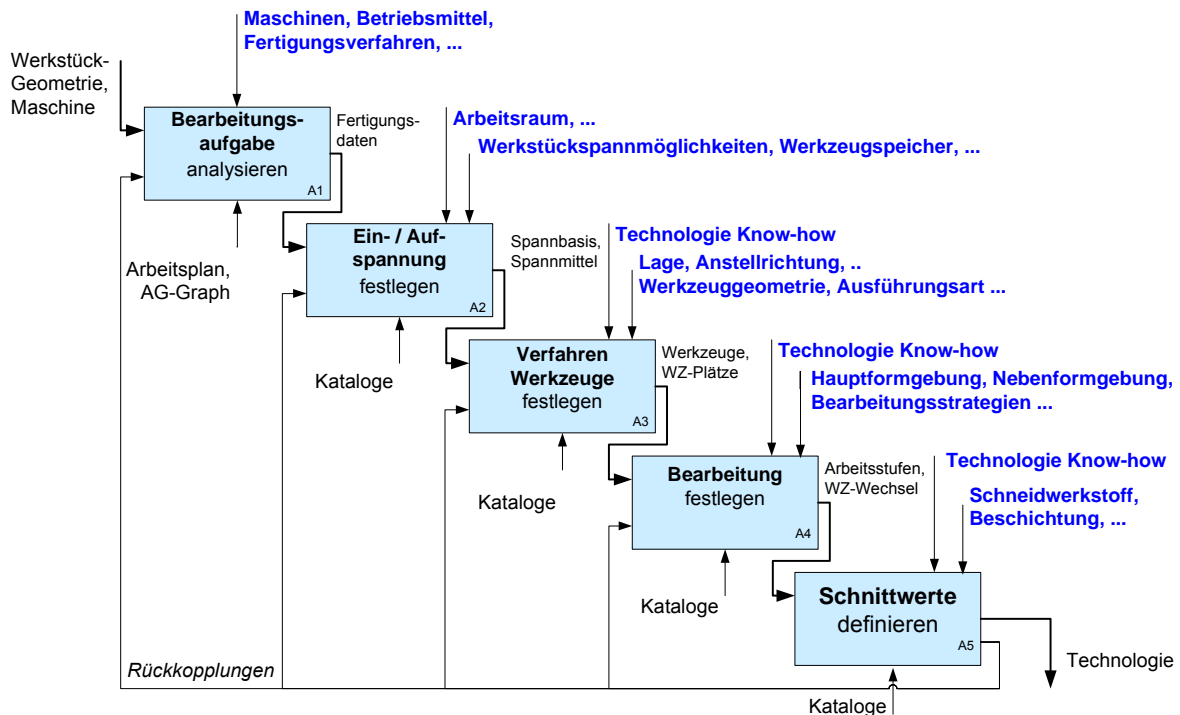 Maschinen, Betriebsmittel,
Fertigungsverfahren, ...
Werkstück-
Geometrie,
Maschine
Bearbeitungs-
aufgabe
analysieren
A1
Fertigungs-
daten
Arbeitsraum, ...
Werkstückspannmöglichkeiten, Werkzeugspeicher, ...
Arbeitsplan,
AG-Graph
Ein- / Auf-
spannung
festlegen
A2
Spannbasis,
Spannmittel
Technologie Know-how
Lage, Anstellrichtung, ..
Werkzeuggeometrie, Ausführungsart ...
Kataloge
Verfahren
Werkzeuge
festlegen
A3
Werkzeuge,
WZ-Plätze
Technologie Know-how
Hauptformgebung, Nebenformgebung,
Bearbeitungsstrategien ...
Kataloge
Bearbeitung
festlegen
A4
Arbeitsstufen,
WZ-Wechsel
Technologie Know-how
Schneidwerkstoff,
Beschichtung, ...
Kataloge
Schnittwerte
definieren
A5
Rückkopplungen
Technologie
Kataloge